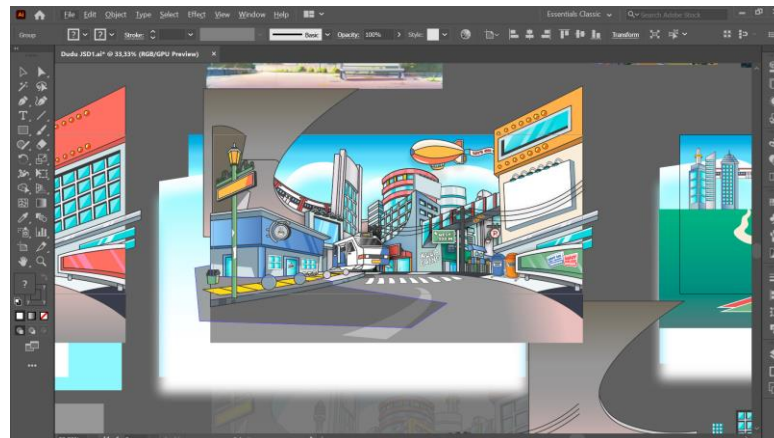 Ai File Edit Object Type Select Effect View Window Help Essentials Classic Search Adobe Stock
Group ? ? Stroke: Basic Opacity: 100% Style: Transform
Dudu JSD1.ai* @ 33,33% (RGB/GPU Preview) ×
?